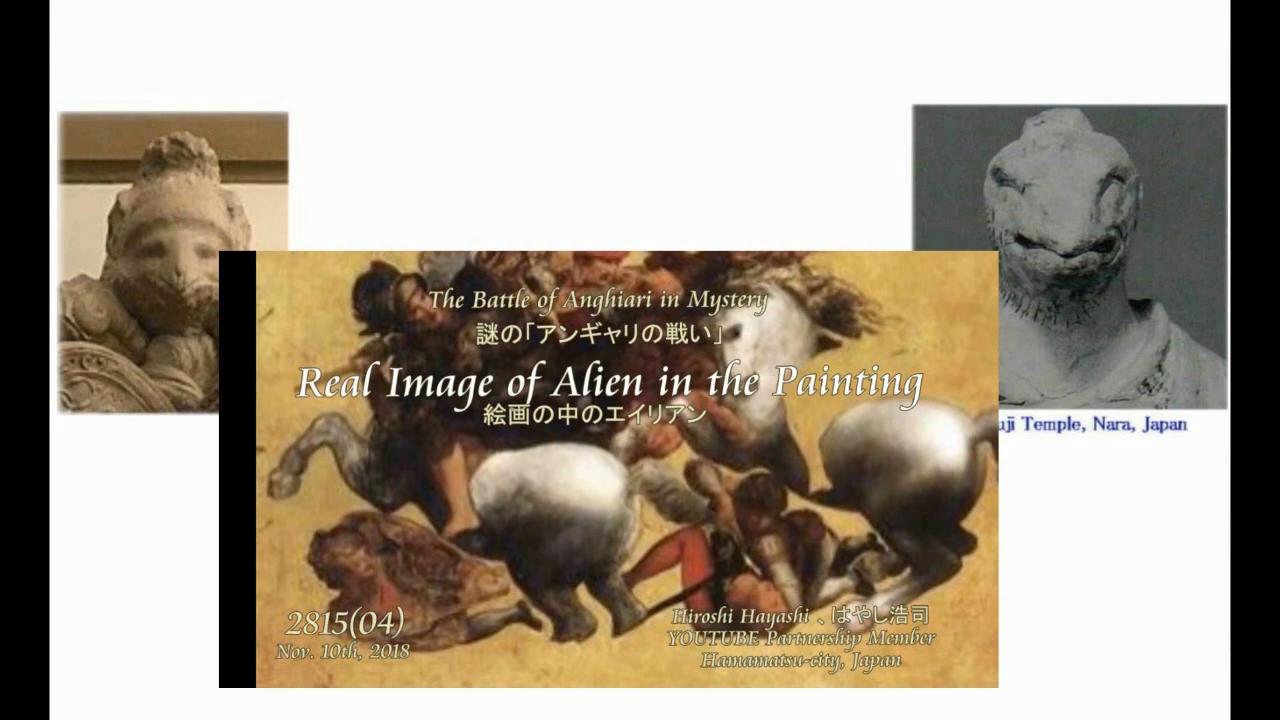 The Battle of Anghiari in Mystery
謎の「アンギャリの戦い」
Real Image of Alien in the Painting
絵画の中のエイリアン
uji Temple, Nara, Japan
2815(04)
Nov. 10th, 2018
Hiroshi Hayashi 、はやし浩司
YOUTUBE Partnership Member
Hamamatsu-city, Japan